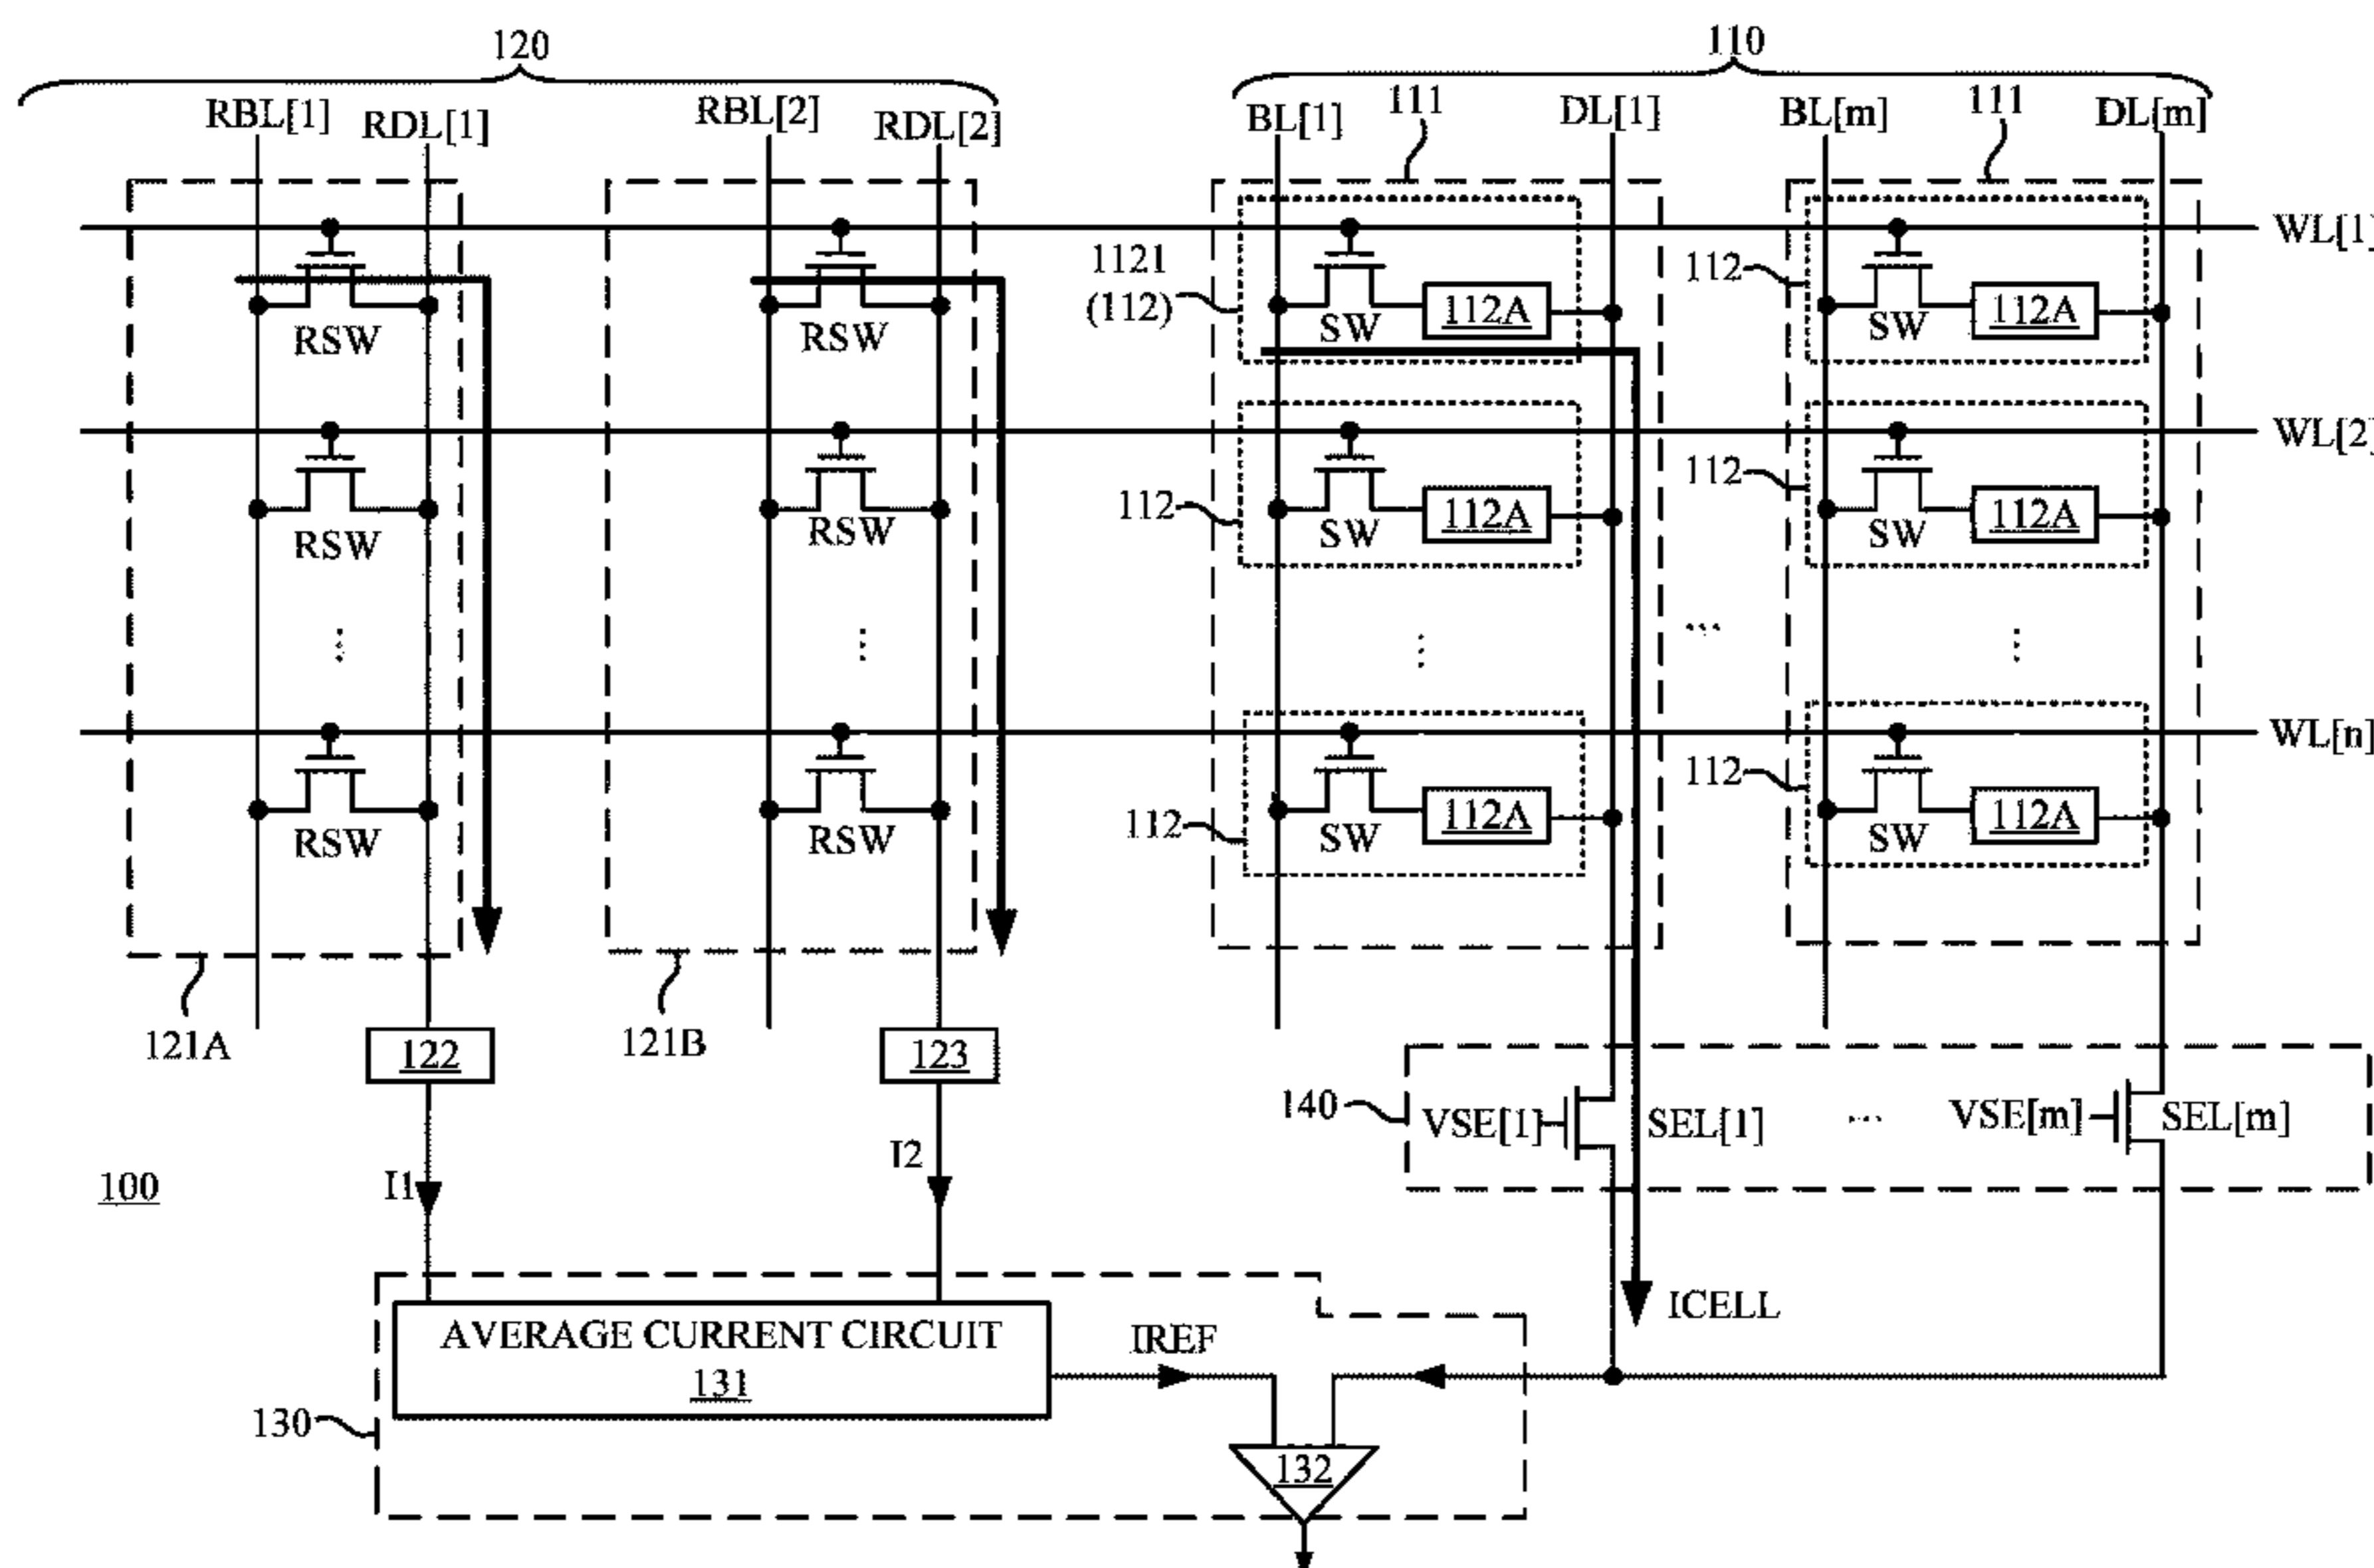 120
110
RBL[1]
RDL[1]
RBL[2]
RDL[2]
BL[1]
111
DL[1]
BL[m]
111
DL[m]
WL[1]
1121
(112)
112
RSW
RSW
SW
112A
SW
112A
WL[2]
112
112
RSW
RSW
SW
112A
SW
112A
WL[n]
112
112
RSW
RSW
SW
112A
SW
112A
121A
122
121B
123
140
VSE[1]
SEL[1]
VSE[m]
SEL[m]
100
I1
I2
ICELL
AVERAGE CURRENT CIRCUIT
131
IREF
130
132